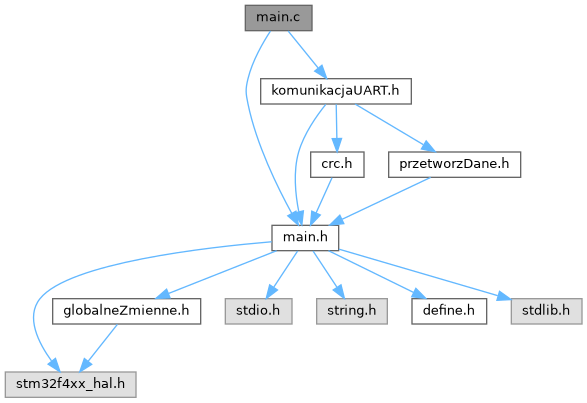 main.c
komunikacjaUART.h
crc.h
przetworzDane.h
main.h
globalneZmienne.h
stdio.h
string.h
define.h
stdlib.h
stm32f4xx_hal.h